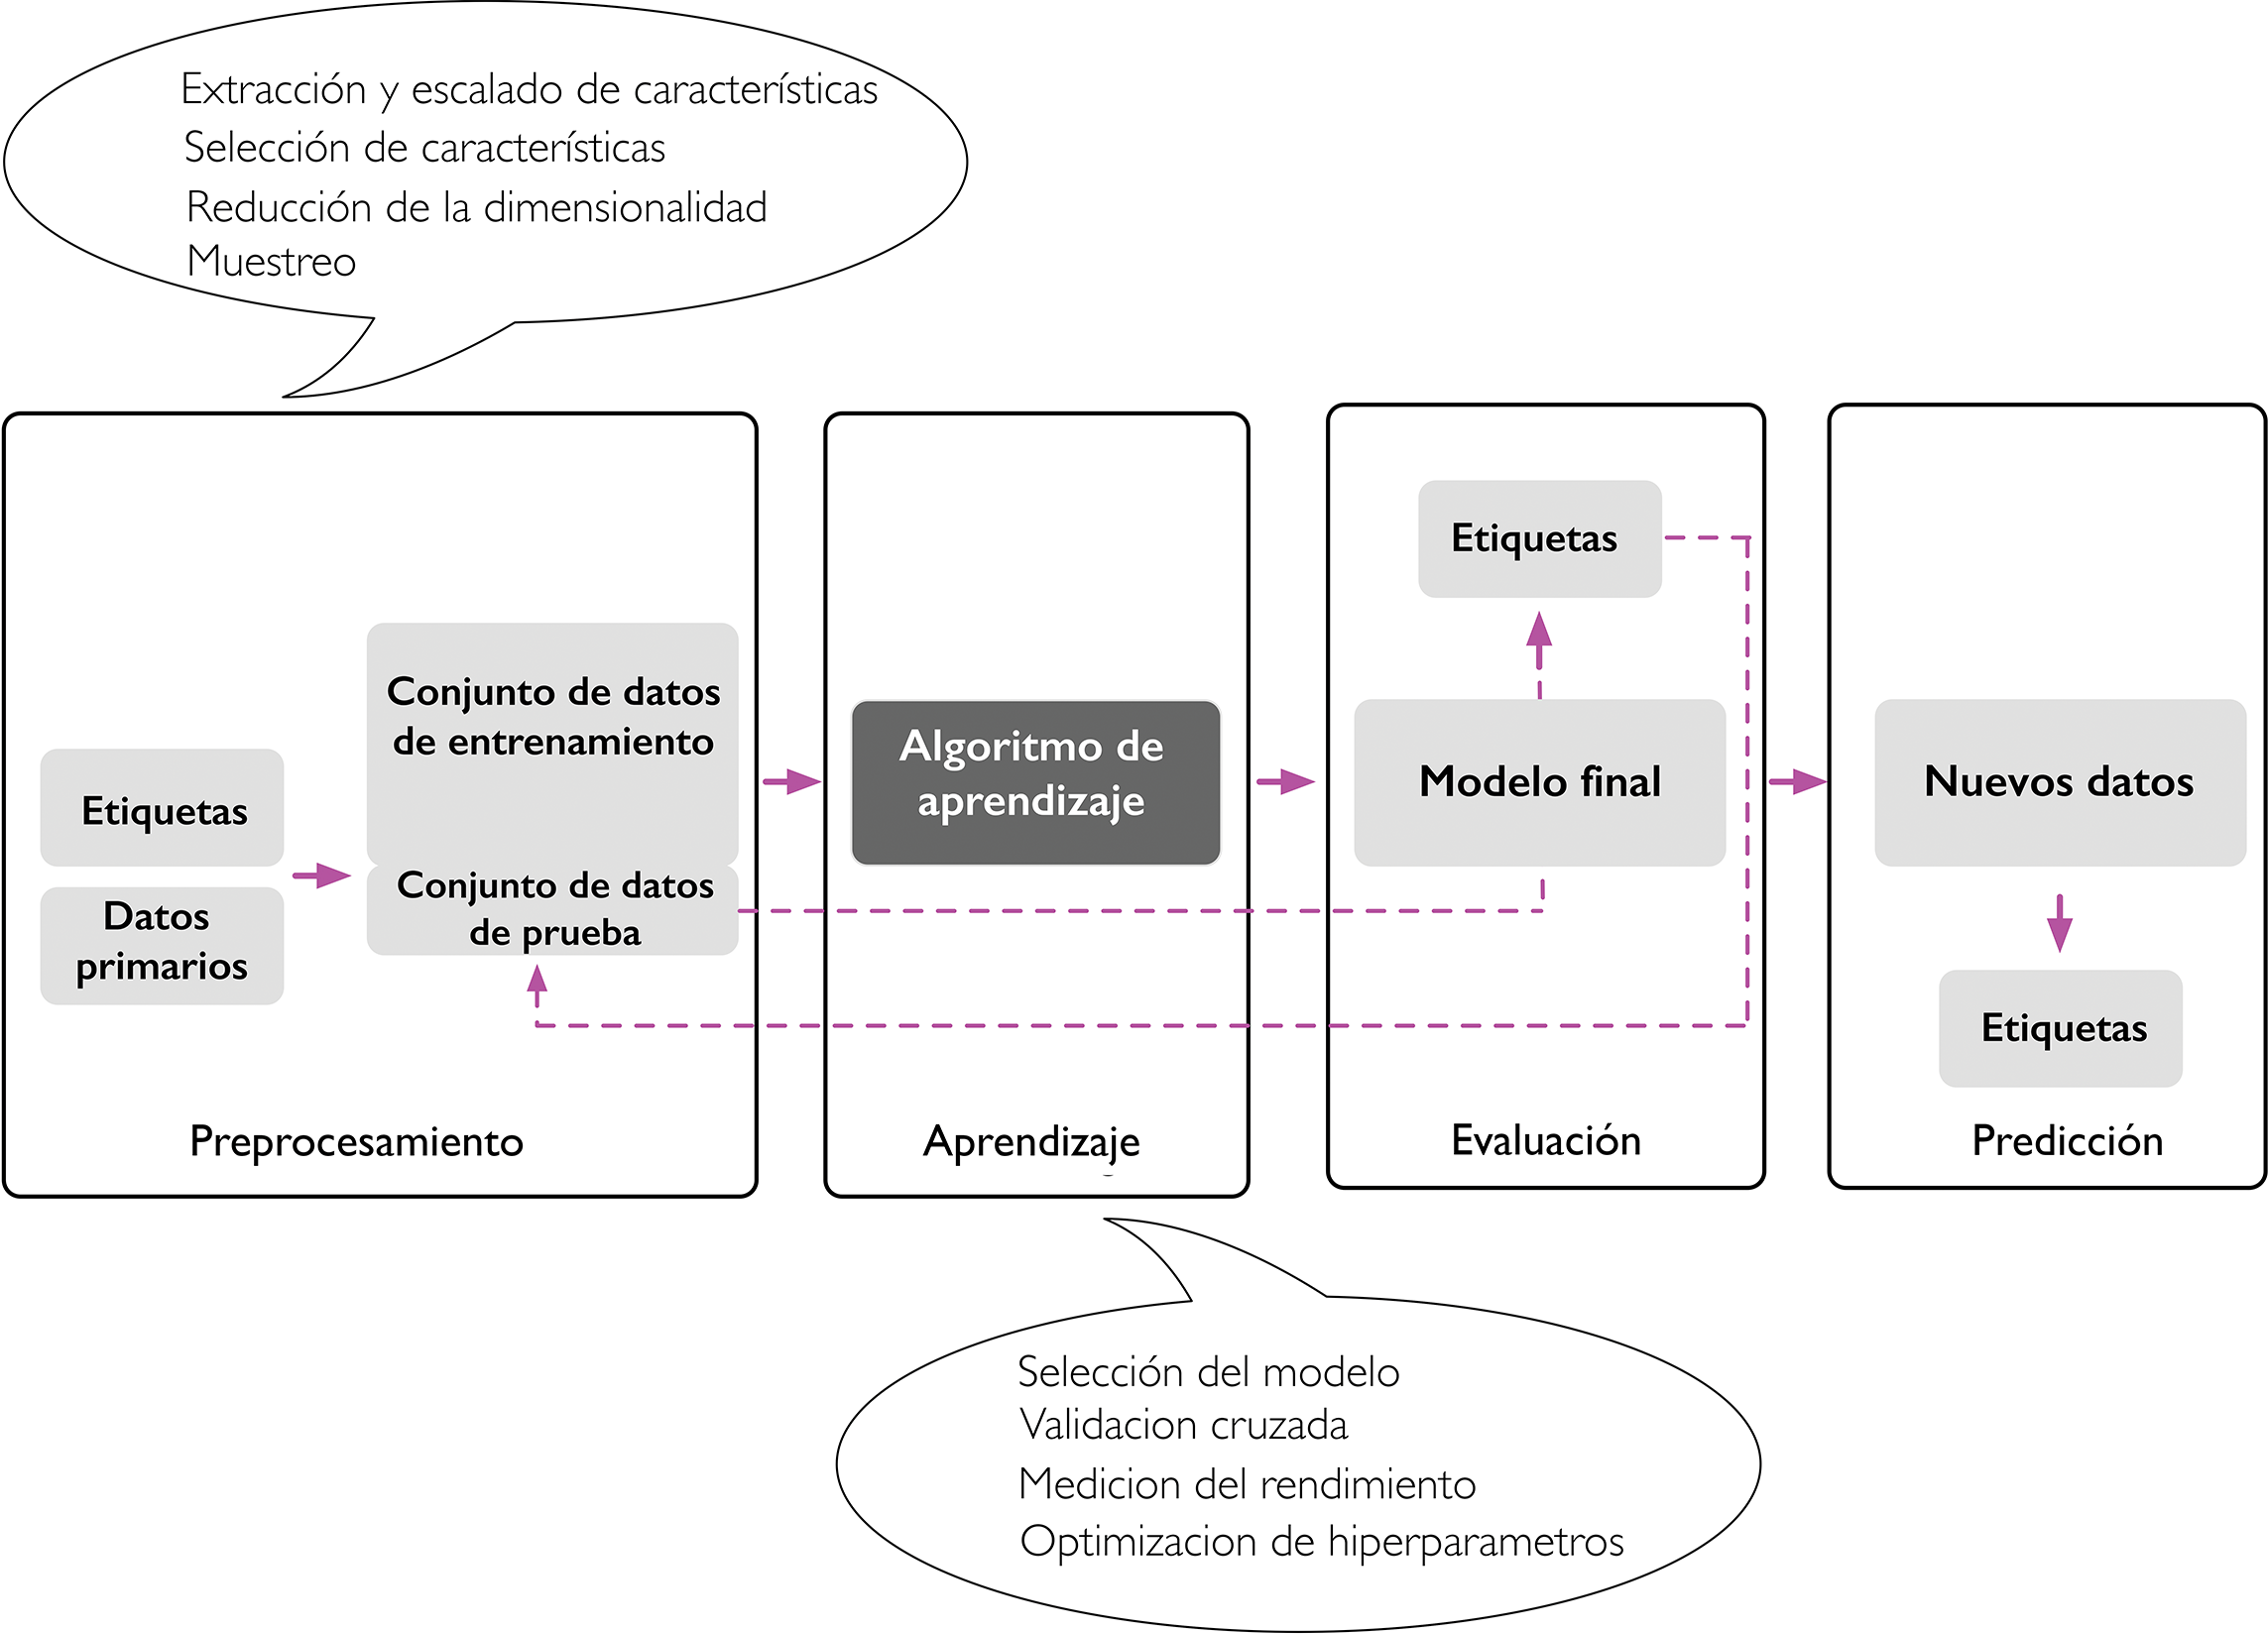 Extracción y escalado de características
Selección de características
Reducción de la dimensionalidad
Muestreo
Etiquetas
Datos
primarios
Conjunto de datos
de entrenamiento
Conjunto de datos
de prueba
Preprocesamiento
Algoritmo de
aprendizaje
Aprendizaje
Etiquetas
Modelo final
Evaluación
Nuevos datos
Etiquetas
Predicción
Selección del modelo
Validacion cruzada
Medicion del rendimiento
Optimizacion de hiperparametros